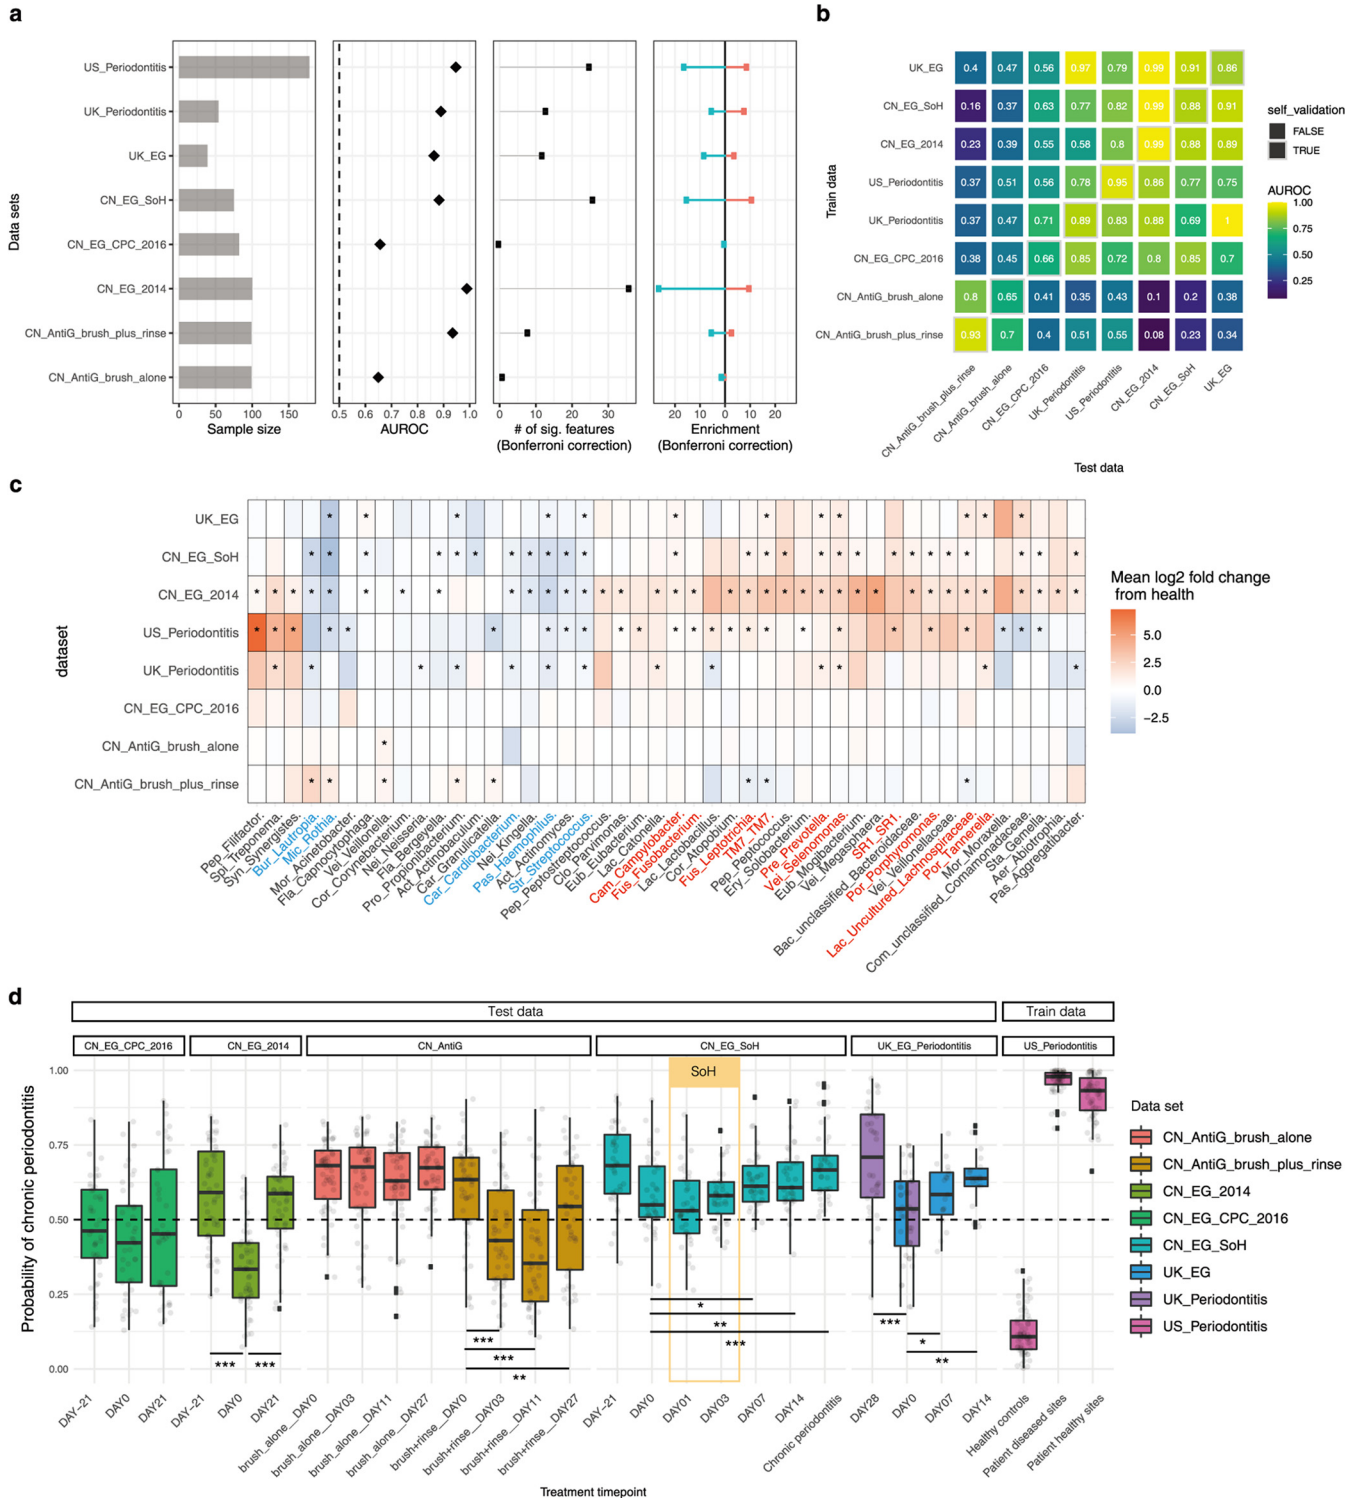 a
Data sets
US_Periodontitis
UK_Periodontitis
UK_EG
CN_EG_SoH
CN_EG_CPC_2016
CN_EG_2014
CN_AntiG_brush_plus_rinse
CN_AntiG_brush_alone
0 50 100 150
Sample size
0.5 0.6 0.7 0.8 0.9 1.0
AUROC
0 10 20 30
# of sig. features
(Bonferroni correction)
20 10 0 10 20
Enrichment
(Bonferroni correction)
b
Train data
UK_EG 0.4 0.47 0.56 0.97 0.79 0.99 0.91 0.86
CN_EG_SoH 0.16 0.37 0.63 0.77 0.82 0.99 0.88 0.91
CN_EG_2014 0.23 0.39 0.55 0.58 0.8 0.99 0.88 0.89
US_Periodontitis 0.37 0.51 0.56 0.78 0.95 0.86 0.77 0.75
UK_Periodontitis 0.37 0.47 0.71 0.89 0.83 0.88 0.69 1
CN_EG_CPC_2016 0.38 0.45 0.66 0.85 0.72 0.8 0.85 0.7
CN_AntiG_brush_alone 0.8 0.65 0.41 0.35 0.43 0.1 0.2 0.38
CN_AntiG_brush_plus_rinse 0.93 0.7 0.4 0.51 0.55 0.08 0.23 0.34
CN_AntiG_brush_plus_rinse
CN_AntiG_brush_alone
CN_EG_CPC_2016
UK_Periodontitis
US_Periodontitis
CN_EG_2014
CN_EG_SoH
UK_EG
Test data
self_validation
FALSE
TRUE
AUROC
1.00
0.75
0.50
0.25
c
dataset
UK_EG
CN_EG_SoH
CN_EG_2014
US_Periodontitis
UK_Periodontitis
CN_EG_CPC_2016
CN_AntiG_brush_alone
CN_AntiG_brush_plus_rinse
Pep_Filifactor.
Spi_Treponema.
Syn_Synergistes.
Bur_Lautropia.
Mic_Rothia.
Mor_Acinetobacter.
Fla_Capnocytophaga.
Vei_Veillonella.
Cor_Corynebacterium.
Nei_Neisseria.
Fla_Bergeyella.
Pro_Propionibacterium.
Act_Actinobaculum.
Car_Granulicatella.
Car_Cardiobacterium.
Nei_Kingella.
Pas_Haemophilus.
Act_Actinomyces.
Str_Streptococcus.
Pep_Peptostreptococcus.
Clo_Parvimonas.
Eub_Eubacterium.
Lac_Catonella.
Cam_Campylobacter.
Fus_Fusobacterium.
Lac_Lactobacillus.
Cor_Atopobium.
Fus_Leptotrichia.
TM7_TM7.
Pep_Peptococcus.
Ery_Solobacterium.
Pre_Prevotella.
Vei_Selenomonas.
Eub_Mogibacterium.
Vei_Megasphaera.
SR1_SR1.
Bac_unclassified_Bacteroidaceae.
Por_Porphyromonas.
Vei_Veillonellaceae.
Lac_Uncultured_Lachnospiraceae.
Por_Tannerella.
Mor_Moraxella.
Com_unclassified_Comamonadaceae.
Sta_Gemella.
Aer_Abiotrophia.
Pas_Aggregatibacter.
Mean log2 fold change
from health
5.0
2.5
0.0
−2.5
d
Test data
Train data
CN_EG_CPC_2016
CN_EG_2014
CN_AntiG
CN_EG_SoH
UK_EG_Periodontitis
US_Periodontitis
SoH
Probability of chronic periodontitis
1.00
0.75
0.50
0.25
0.00
***
***
***
***
**
*
**
***
***
*
**
DAY−21
DAY0
DAY21
DAY−21
DAY0
DAY21
brush_alone__DAY0
brush_alone__DAY03
brush_alone__DAY11
brush_alone__DAY27
brush+rinse__DAY0
brush+rinse__DAY03
brush+rinse__DAY11
brush+rinse__DAY27
DAY−21
DAY0
DAY01
DAY03
DAY07
DAY14
Chronic periodontitis
DAY28
DAY0
DAY07
DAY14
Healthy controls
Patient diseased sites
Patient healthy sites
Treatment timepoint
Data set
CN_AntiG_brush_alone
CN_AntiG_brush_plus_rinse
CN_EG_2014
CN_EG_CPC_2016
CN_EG_SoH
UK_EG
UK_Periodontitis
US_Periodontitis